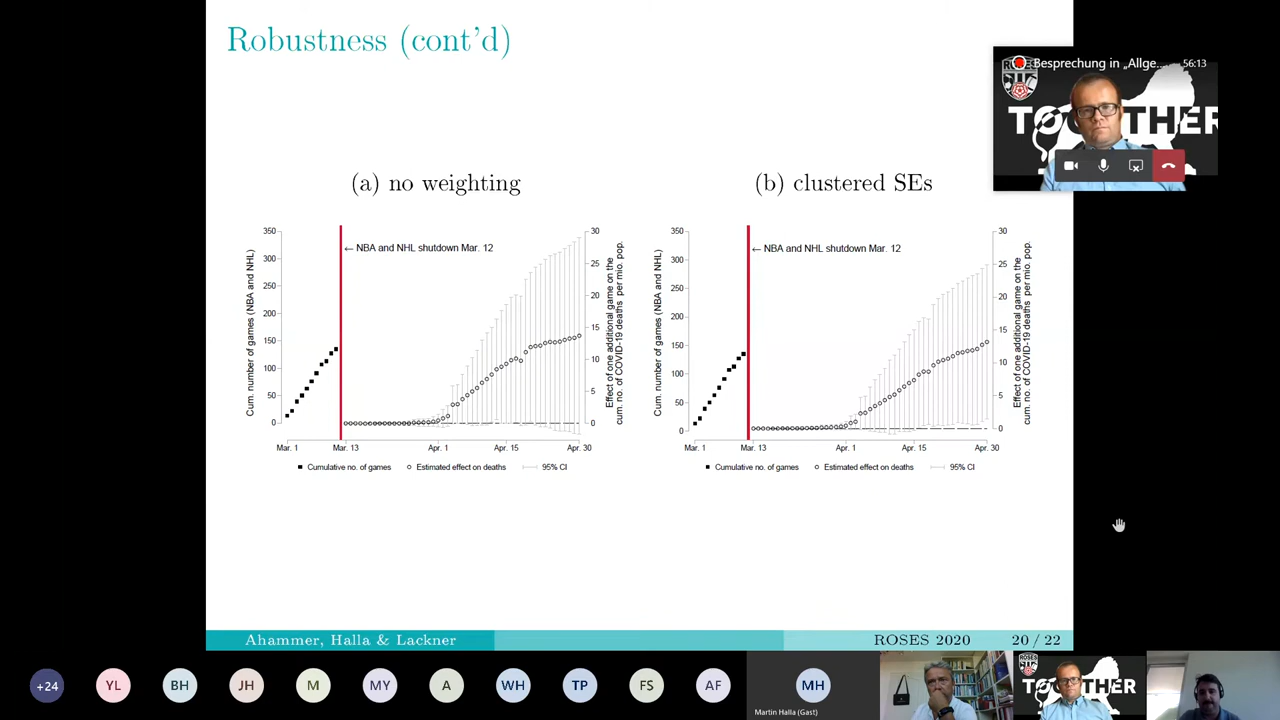 Robustness (cont'd)
Besprechung in „Allge... 56:13
ROSES
TOGETHER
(a) no weighting
(b) clustered SEs
Cum. number of games (NBA and NHL)
350
300
250
200
150
100
50
0
← NBA and NHL shutdown Mar. 12
30
25
20
15
10
5
0
Effect of one additional game on the
cum. no. of COVID-19 deaths per mio. pop.
Mar. 1
Mar. 13
Apr. 1
Apr. 15
Apr. 30
Cumulative no. of games
Estimated effect on deaths
95% CI
Cum. number of games (NBA and NHL)
350
300
250
200
150
100
50
0
← NBA and NHL shutdown Mar. 12
30
25
20
15
10
5
0
Effect of one additional game on the
cum. no. of COVID-19 deaths per mio. pop.
Mar. 1
Mar. 13
Apr. 1
Apr. 15
Apr. 30
Cumulative no. of games
Estimated effect on deaths
95% CI
Ahammer, Halla & Lackner
ROSES 2020
20 / 22
+24
YL
BH
JH
M
MY
A
WH
TP
FS
AF
MH
Martin Halla (Gast)
TOGETHER